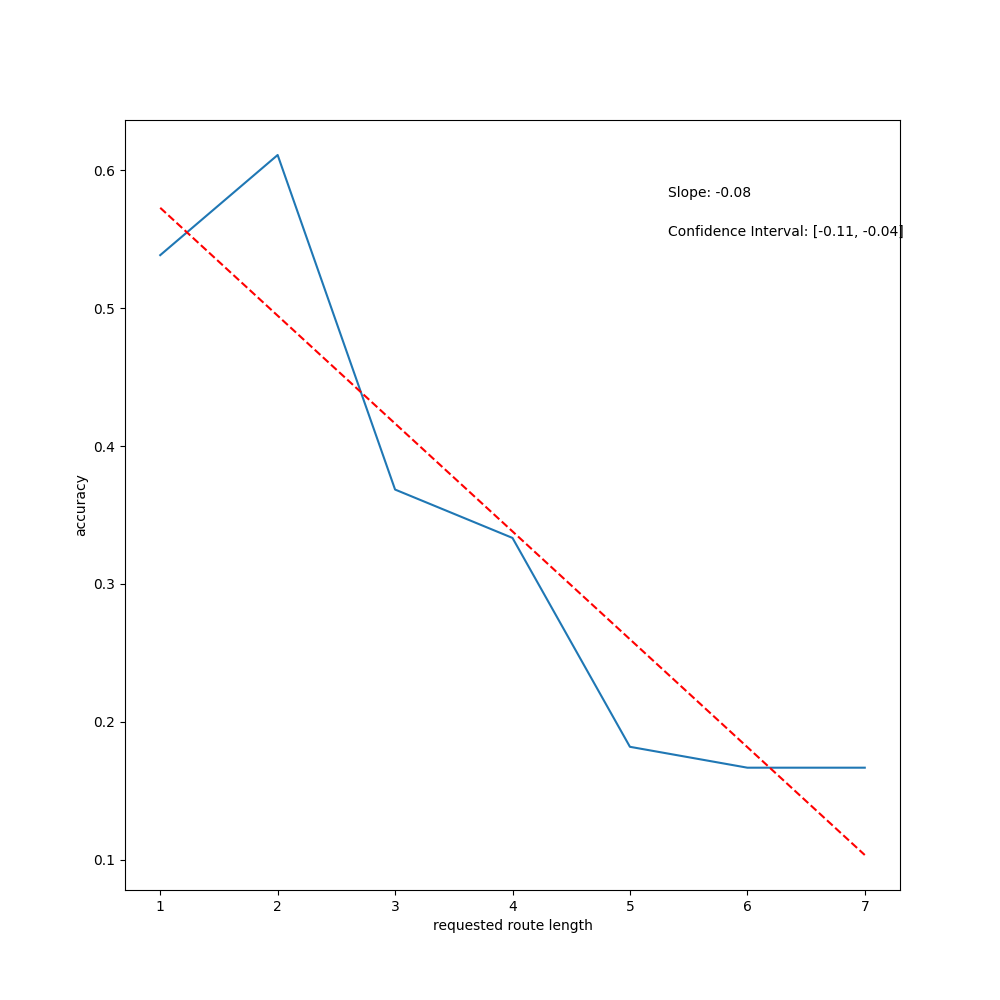 0.6
0.5
0.4
0.3
0.2
0.1
accuracy
Slope: -0.08
Confidence Interval: [-0.11, -0.04]
1 2 3 4 5 6 7
requested route length